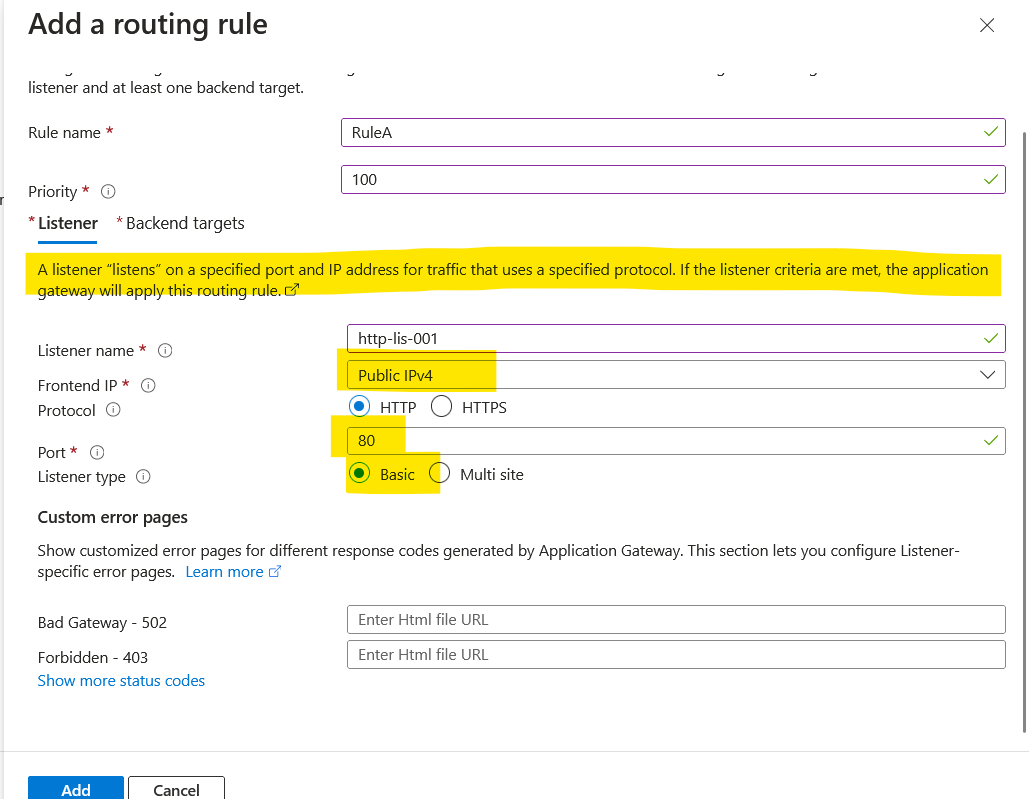 Add a routing rule
listener and at least one backend target.
Rule name *
RuleA
Priority *
100
* Listener * Backend targets
A listener “listens” on a specified port and IP address for traffic that uses a specified protocol. If the listener criteria are met, the application
gateway will apply this routing rule.
Listener name *
http-lis-001
Frontend IP *
Public IPv4
Protocol
HTTP HTTPS
Port *
80
Listener type
Basic Multi site
Custom error pages
Show customized error pages for different response codes generated by Application Gateway. This section lets you configure Listener-
specific error pages. Learn more
Bad Gateway - 502
Enter Html file URL
Forbidden - 403
Enter Html file URL
Show more status codes
Add Cancel